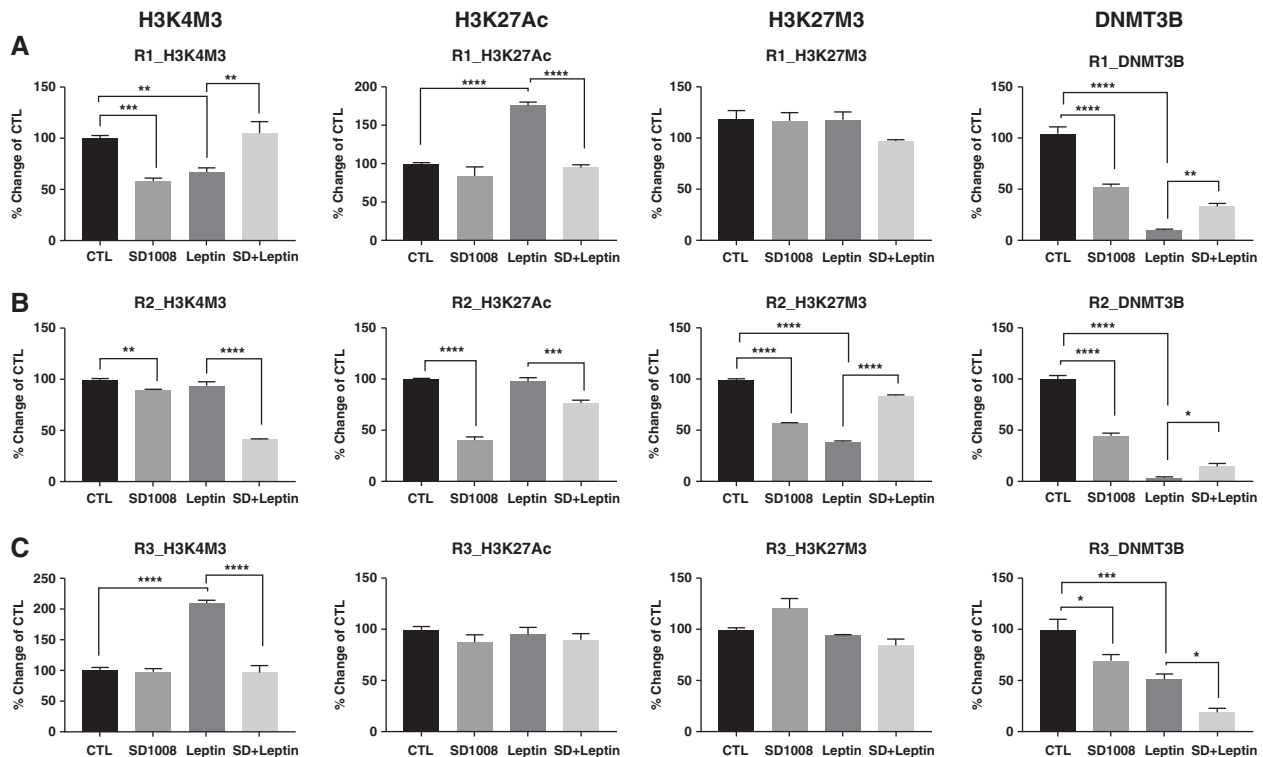 H3K4M3 H3K27Ac H3K27M3 DNMT3B
A
R1_H3K4M3 R1_H3K27Ac R1_H3K27M3 R1_DNMT3B
% Change of CTL
150
100
50
0
** *** **
CTL SD1008 Leptin SD+Leptin
% Change of CTL
200
150
100
50
0
**** ****
CTL SD1008 Leptin SD+Leptin
% Change of CTL
150
100
50
0
CTL SD1008 Leptin SD+Leptin
% Change of CTL
150
100
50
0
**** **** **
CTL SD1008 Leptin SD+Leptin
B
R2_H3K4M3 R2_H3K27Ac R2_H3K27M3 R2_DNMT3B
% Change of CTL
150
100
50
0
** ****
CTL SD1008 Leptin SD+Leptin
% Change of CTL
150
100
50
0
**** ***
CTL SD1008 Leptin SD+Leptin
% Change of CTL
150
100
50
0
**** **** ****
CTL SD1008 Leptin SD+Leptin
% Change of CTL
150
100
50
0
**** **** *
CTL SD1008 Leptin SD+Leptin
C
R3_H3K4M3 R3_H3K27Ac R3_H3K27M3 R3_DNMT3B
% Change of CTL
250
200
150
100
50
0
**** ****
CTL SD1008 Leptin SD+Leptin
% Change of CTL
150
100
50
0
CTL SD1008 Leptin SD+Leptin
% Change of CTL
150
100
50
0
CTL SD1008 Leptin SD+Leptin
% Change of CTL
150
100
50
0
*** * *
CTL SD1008 Leptin SD+Leptin